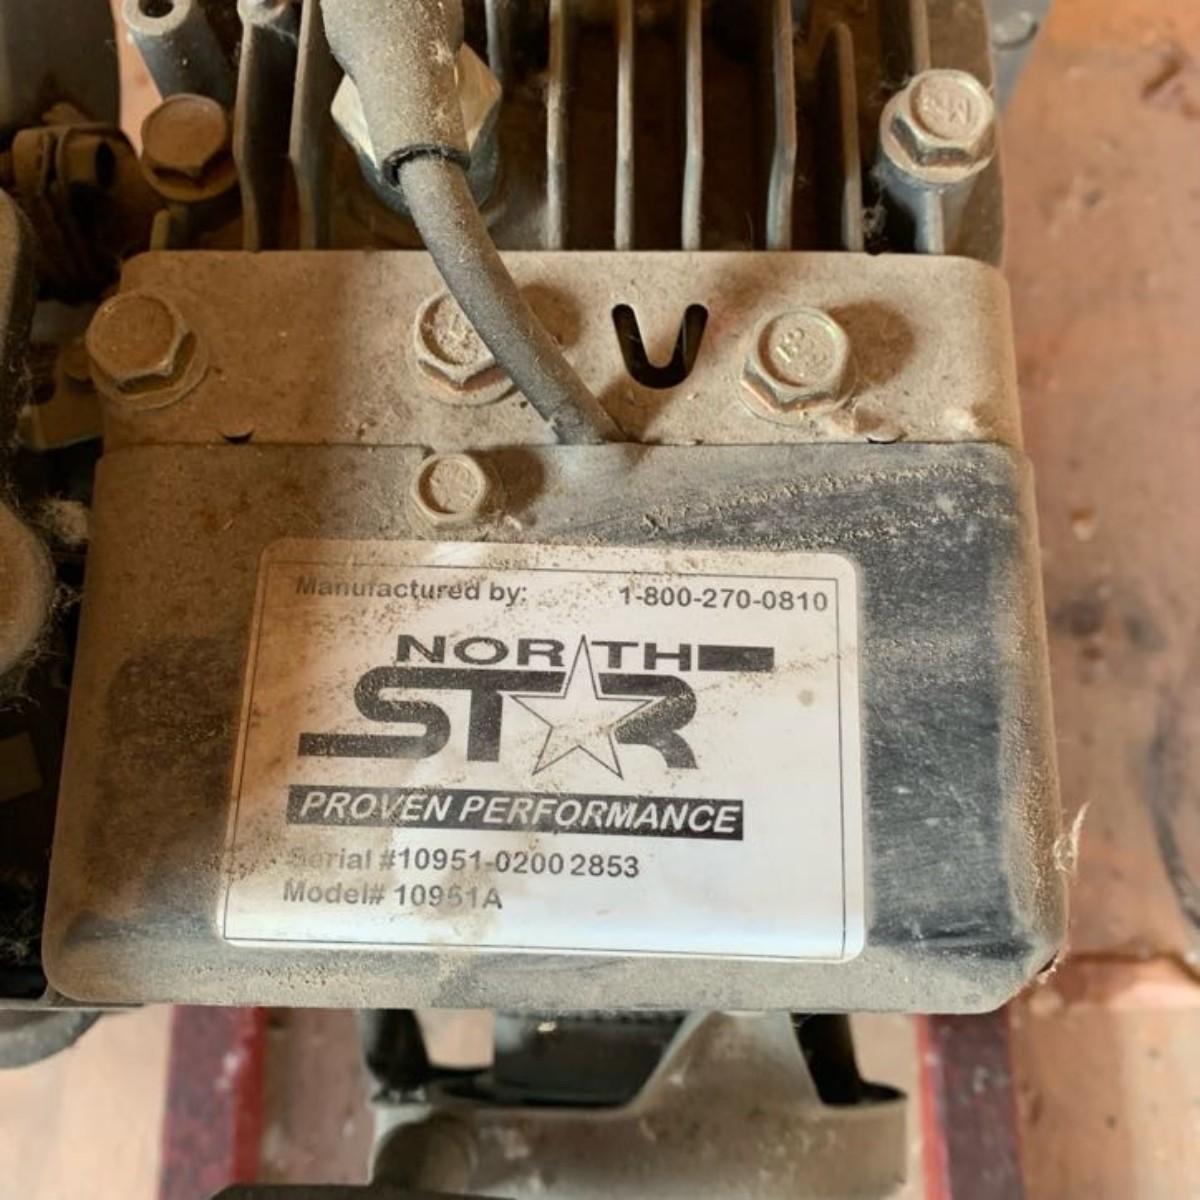 Manufactured by: 1-800-270-0810
NORTH
STAR
PROVEN PERFORMANCE
Serial #10951-0200 2853
Model# 10951A